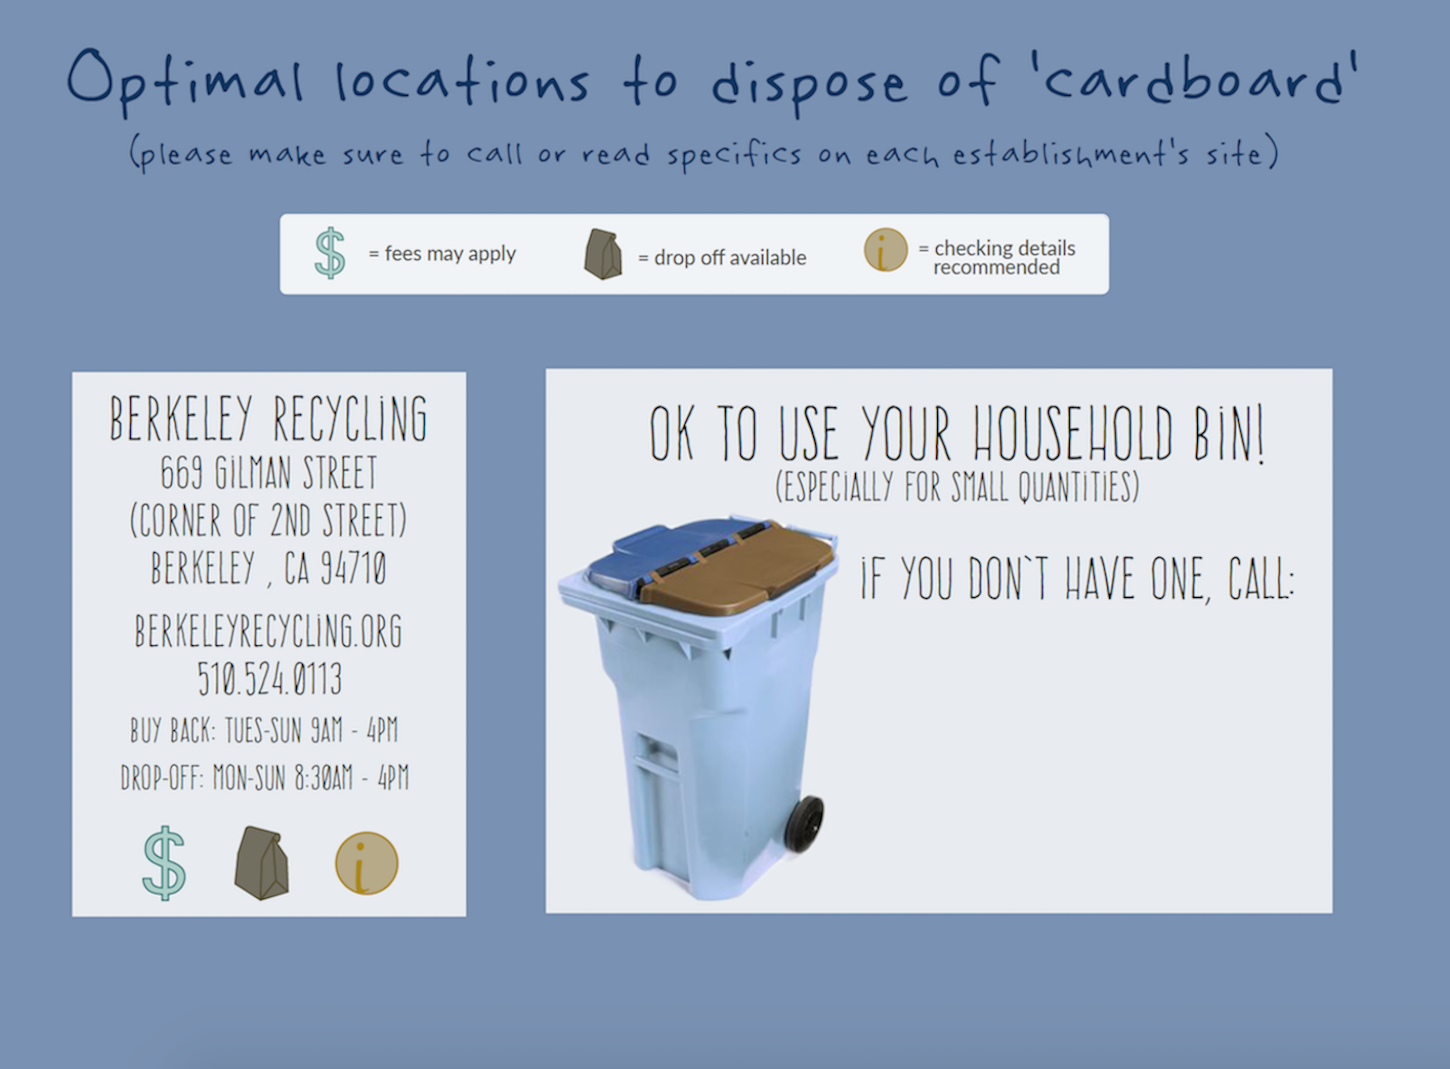 Optimal locations to dispose of 'cardboard'
(please make sure to call or read specifics on each establishment's site)
$ = fees may apply
= drop off available
i = checking details
recommended
BERKELEY RECYCLING
669 GILMAN STREET
(CORNER OF 2ND STREET)
BERKELEY , CA 94710
BERKELEYRECYCLING.ORG
510.524.0113
BUY BACK: TUES-SUN 9AM - 4PM
DROP-OFF: MON-SUN 8:30AM - 4PM
$ i
OK TO USE YOUR HOUSEHOLD BIN!
(ESPECIALLY FOR SMALL QUANTITIES)
IF YOU DON`T HAVE ONE, CALL: